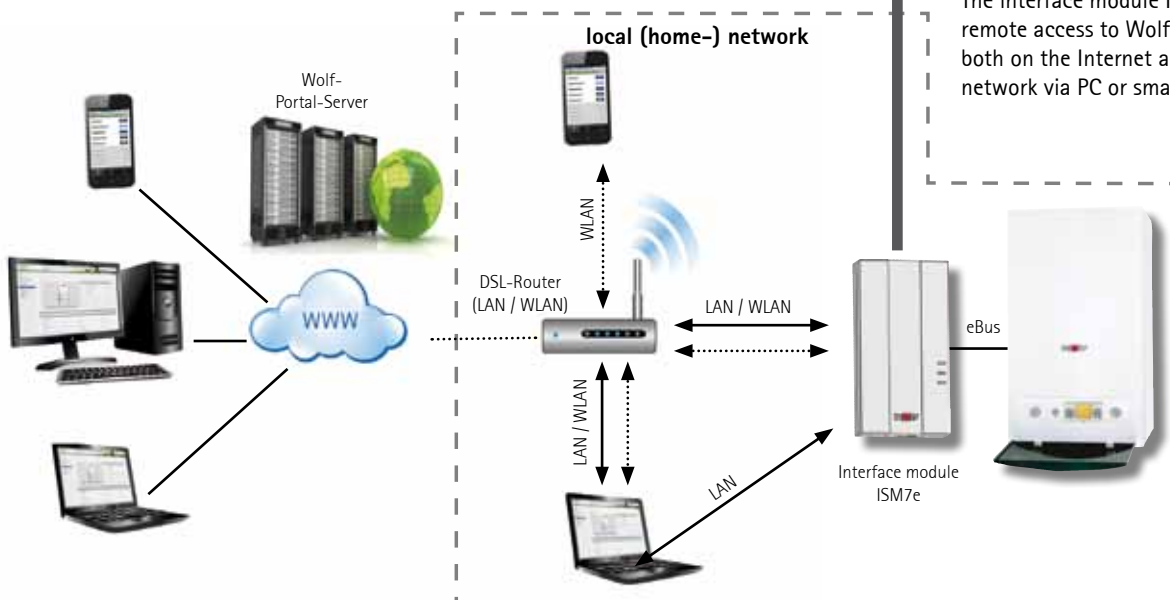 The interface module I
remote access to Wolf
both on the Internet a
network via PC or sma
local (home-) network
Wolf-
Portal-Server
WLAN
DSL-Router
(LAN / WLAN)
WWW
LAN / WLAN
eBus
LAN / WLAN
LAN
Interface module
ISM7e